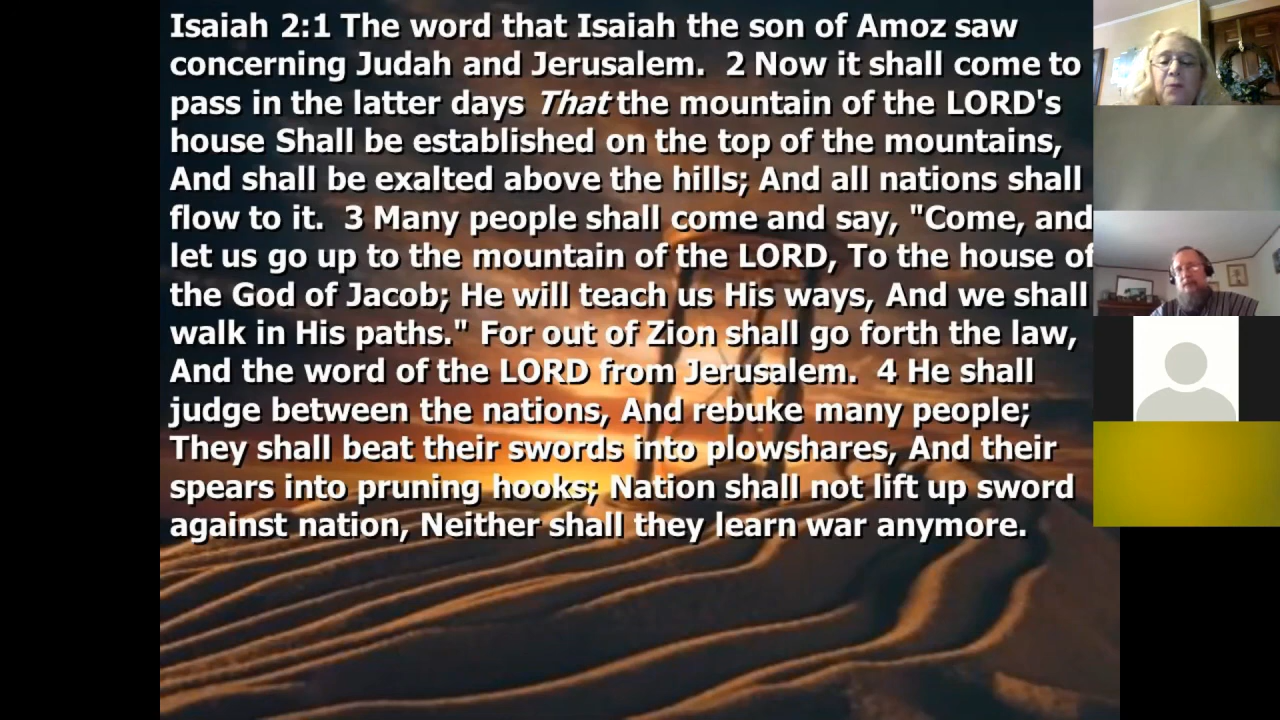 Isaiah 2:1 The word that Isaiah the son of Amoz saw
concerning Judah and Jerusalem. 2 Now it shall come to
pass in the latter days That the mountain of the LORD's
house Shall be established on the top of the mountains,
And shall be exalted above the hills; And all nations shall
flow to it. 3 Many people shall come and say, "Come, and
let us go up to the mountain of the LORD, To the house of
the God of Jacob; He will teach us His ways, And we shall
walk in His paths." For out of Zion shall go forth the law,
And the word of the LORD from Jerusalem. 4 He shall
judge between the nations, And rebuke many people;
They shall beat their swords into plowshares, And their
spears into pruning hooks; Nation shall not lift up sword
against nation, Neither shall they learn war anymore.